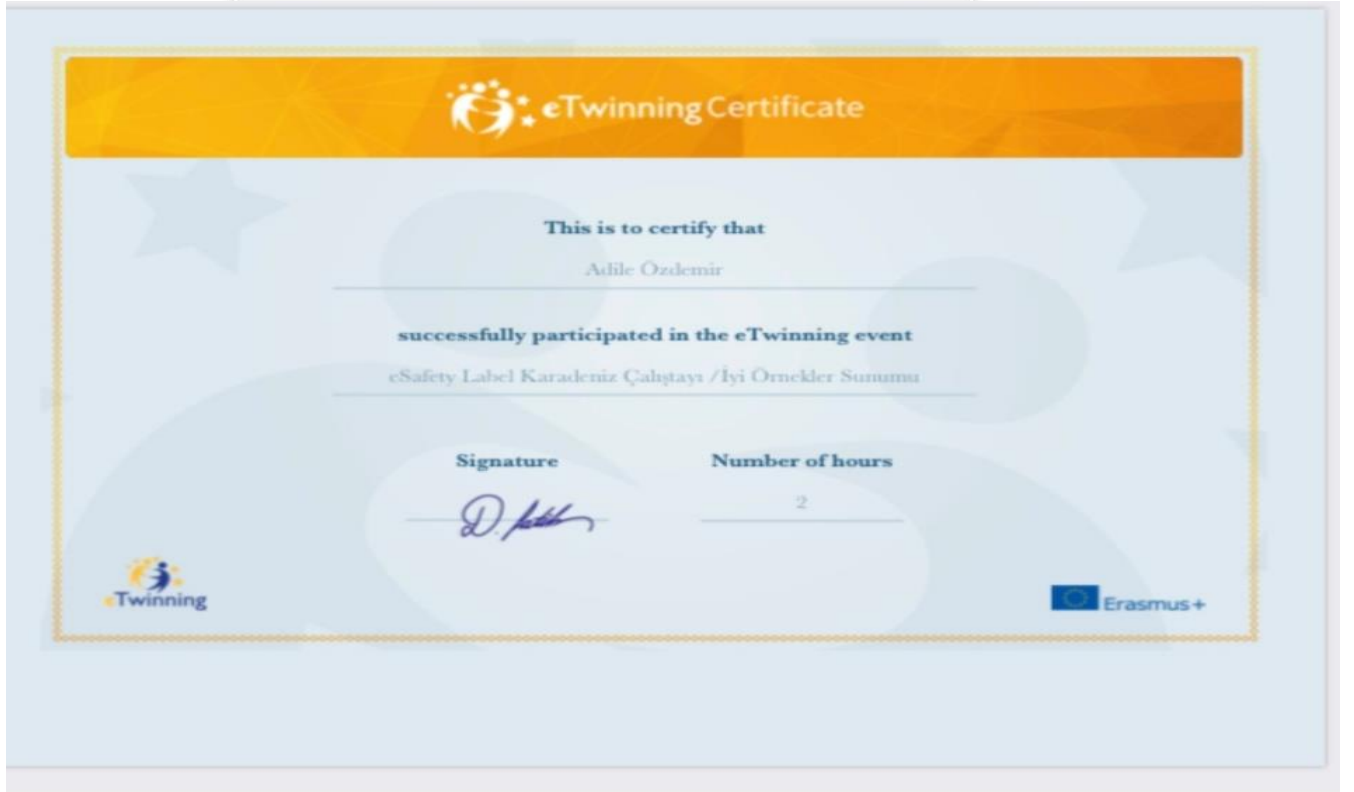 eTwinning Certificate
This is to certify that
Adile Özdemir
successfully participated in the eTwinning event
eSafety Label Karadeniz Çalıştayı /İyi Örnekler Sunumu
Signature
Number of hours
2
eTwinning
Erasmus+